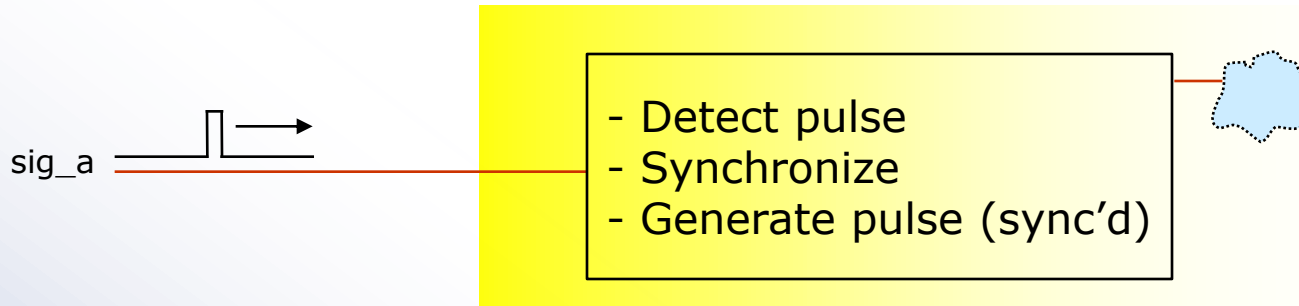 sig_a
- Detect pulse
- Synchronize
- Generate pulse (sync’d)